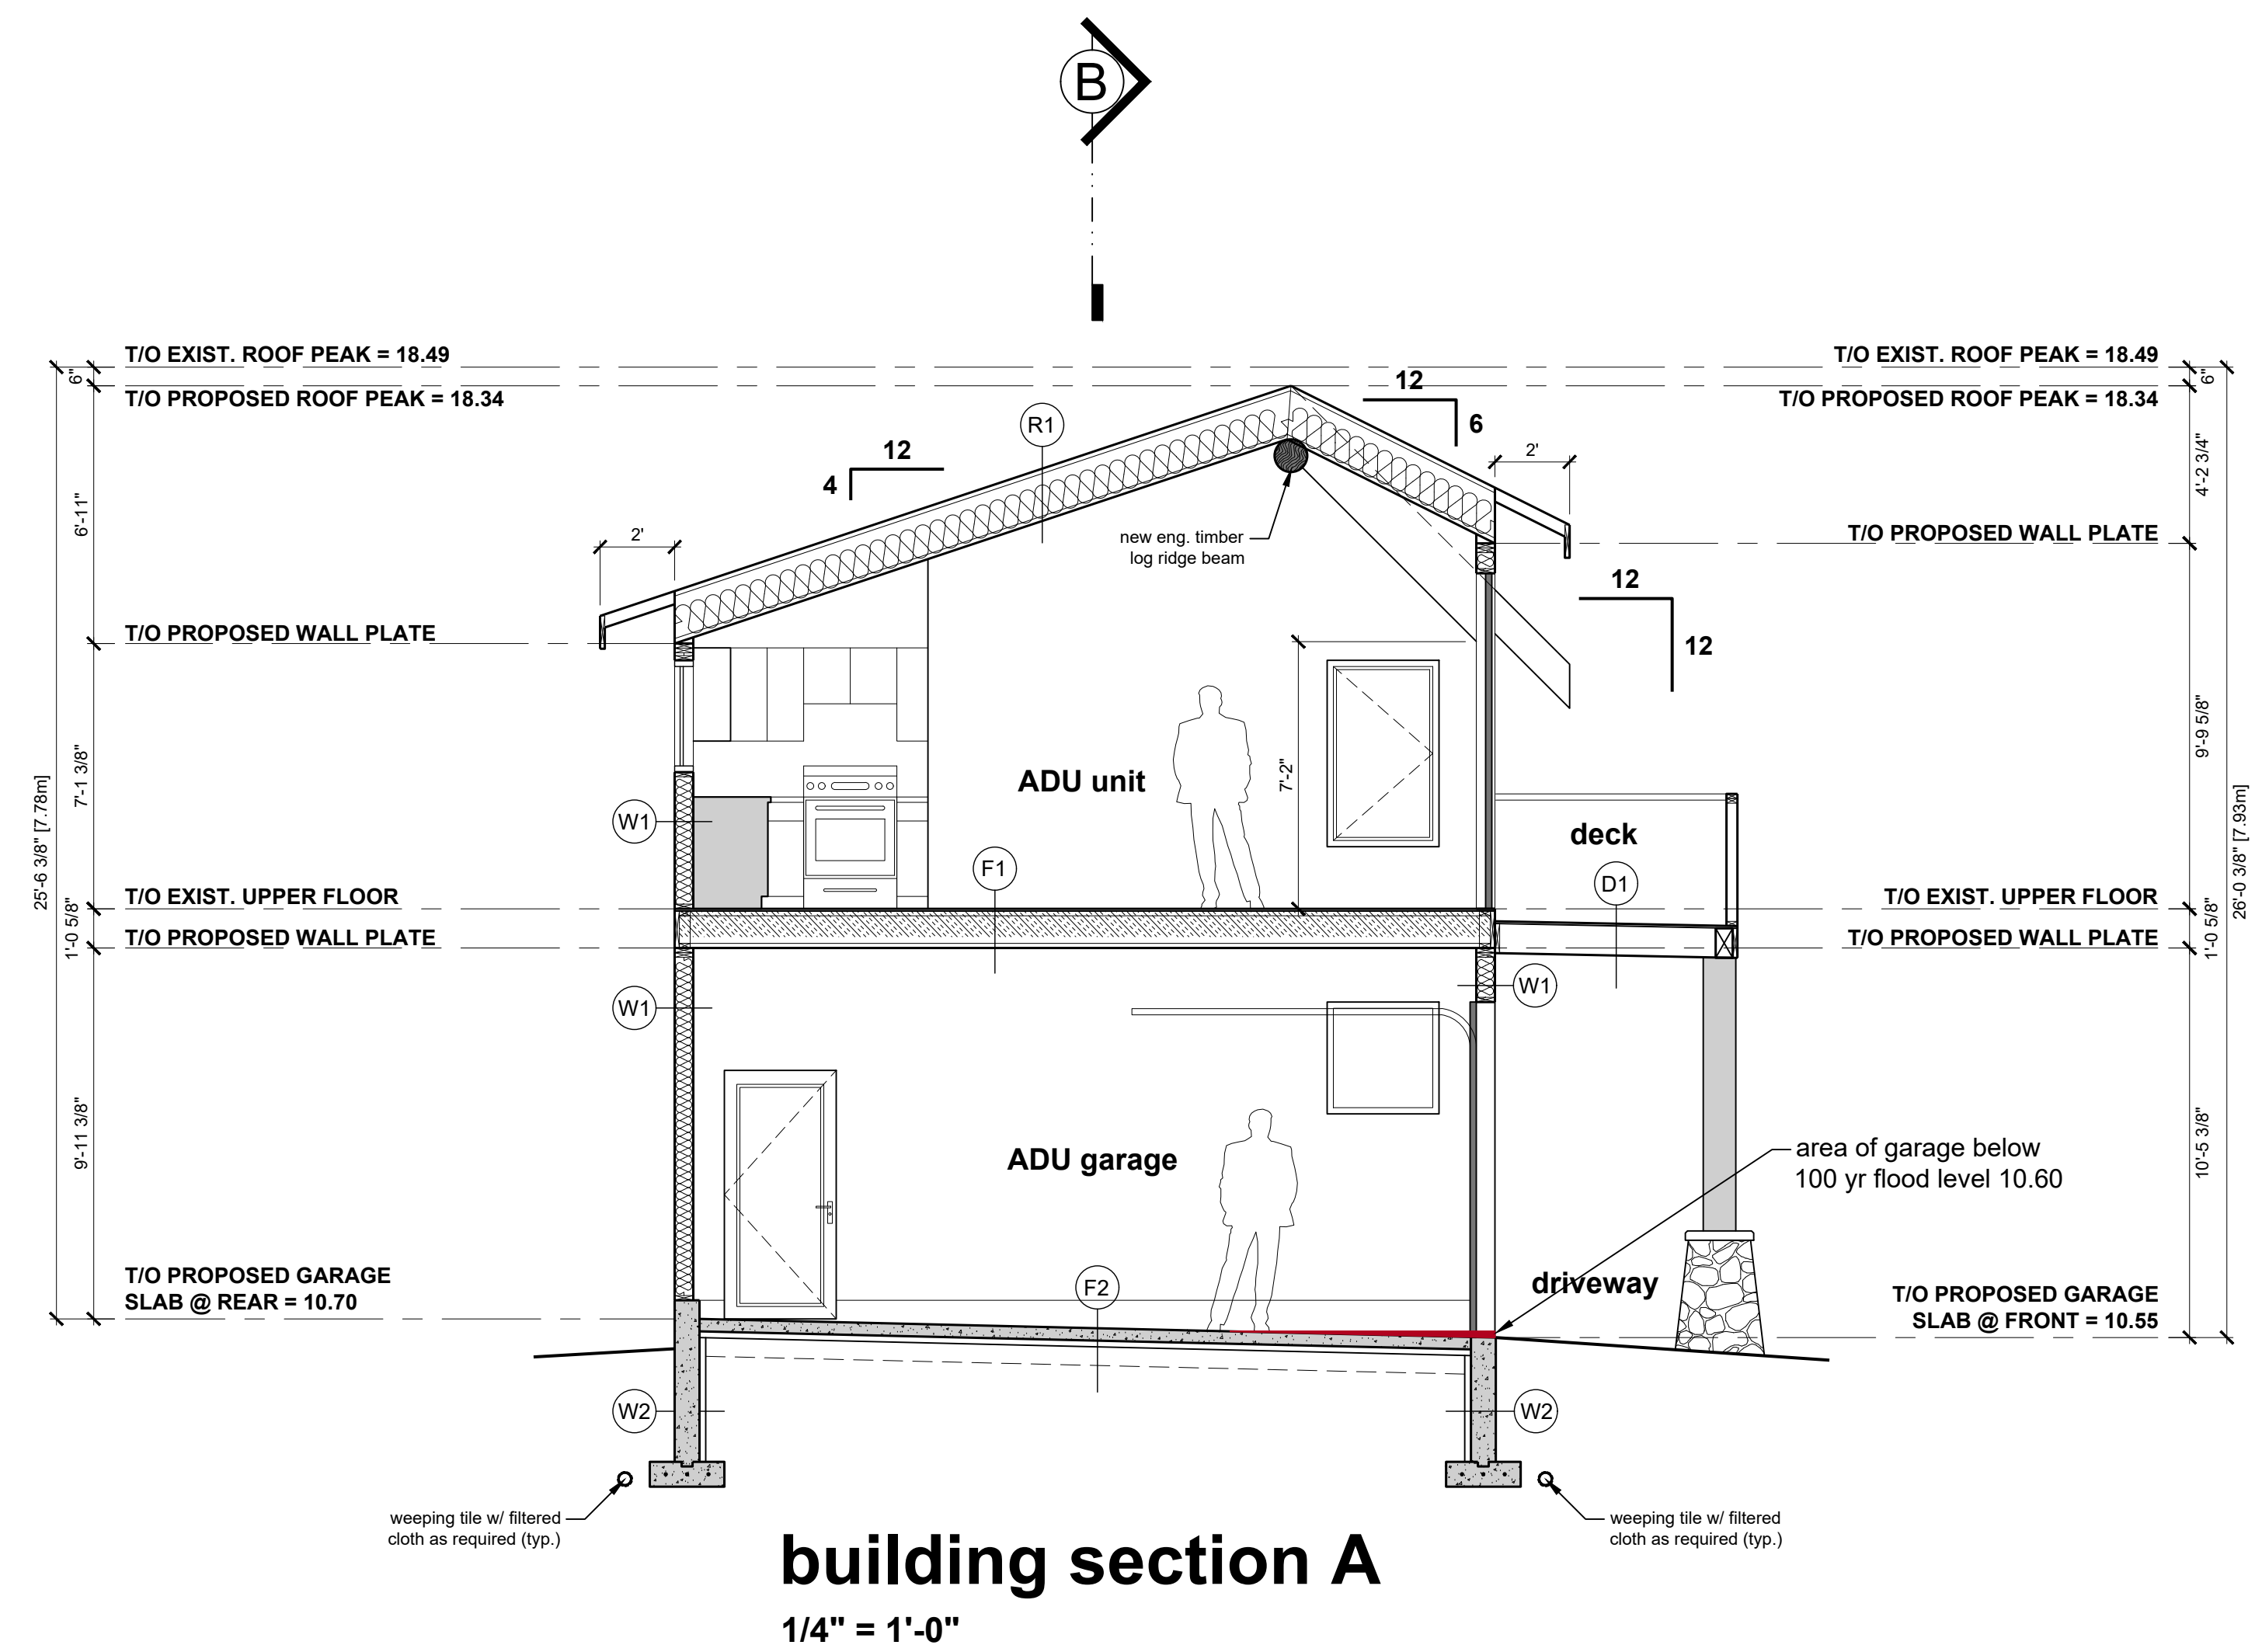 B
T/O EXIST. ROOF PEAK = 18.49
T/O EXIST. ROOF PEAK = 18.49
6"
6"
T/O PROPOSED ROOF PEAK = 18.34
T/O PROPOSED ROOF PEAK = 18.34
12
6
R1
12
4
2'
4'-2 3/4"
6'-11"
2'
new eng. timber
log ridge beam
T/O PROPOSED WALL PLATE
12
12
T/O PROPOSED WALL PLATE
7'-1 3/8"
9'-9 5/8"
ADU unit
7'-2"
deck
W1
F1
D1
25'-6 3/8" [7.78m]
26'-0 3/8" [7.93m]
T/O EXIST. UPPER FLOOR
T/O EXIST. UPPER FLOOR
1'-0 5/8"
1'-0 5/8"
T/O PROPOSED WALL PLATE
T/O PROPOSED WALL PLATE
W1
W1
9'-11 3/8"
10'-5 3/8"
ADU garage
area of garage below
100 yr flood level 10.60
T/O PROPOSED GARAGE
SLAB @ REAR = 10.70
F2
driveway
T/O PROPOSED GARAGE
SLAB @ FRONT = 10.55
W2
W2
weeping tile w/ filtered
cloth as required (typ.)
weeping tile w/ filtered
cloth as required (typ.)
building section A
1/4" = 1'-0"